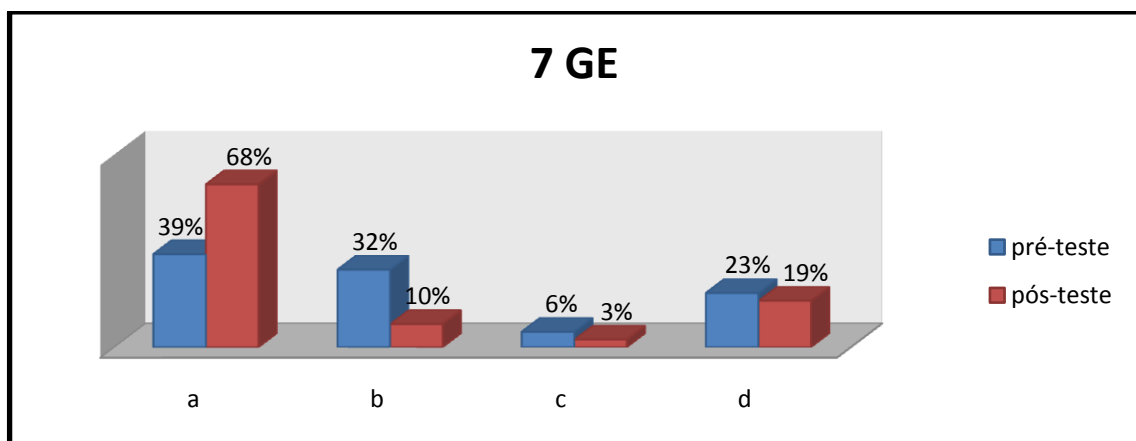 7 GE
68%
39%
32%
10%
6%
3%
23%
19%
a
b
c
d
pré-teste
pós-teste